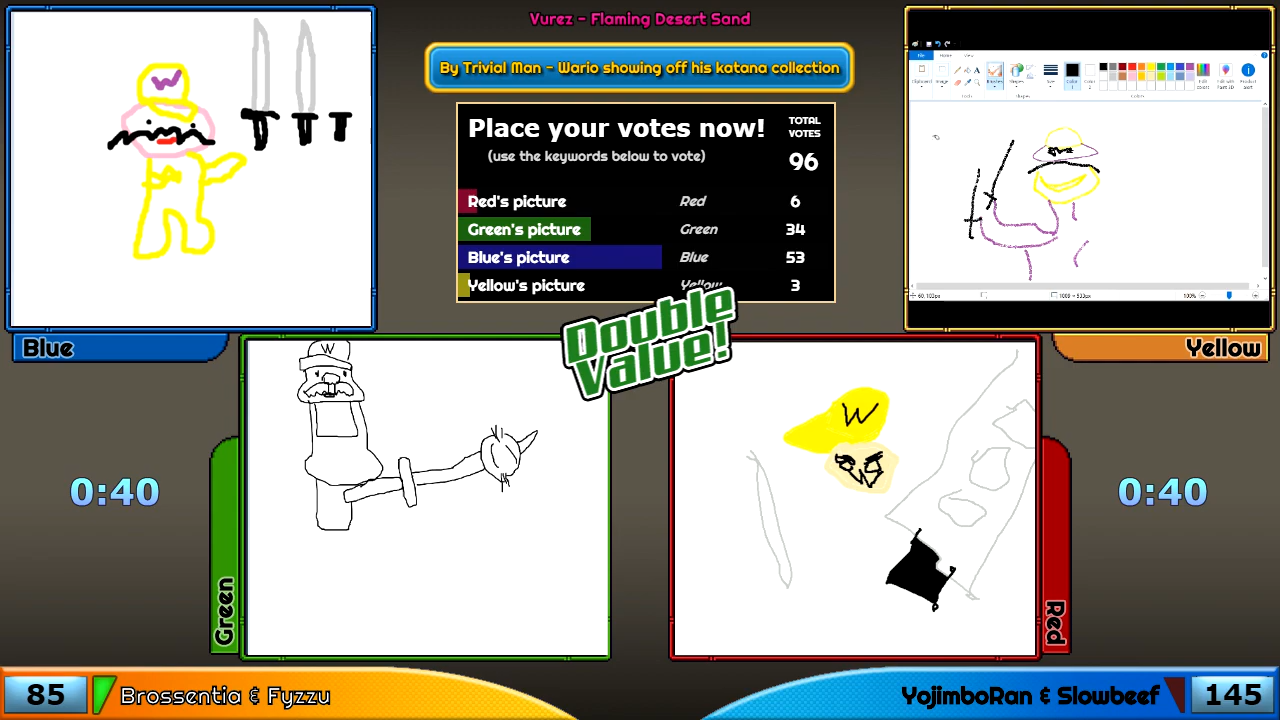 Vurez - Flaming Desert Sand
By Trivial Man - Wario showing off his katana collection
Place your votes now!
(use the keywords below to vote)
TOTAL
VOTES
96
Red's picture Red 6
Green's picture Green 34
Blue's picture Blue 53
Yellow's picture Yellow 3
Double
Value!
W
Blue
Yellow
W
W
0:40
0:40
Green
Red
85
Brossentia & Fyzzu
YojimboRan & Slowbeef
145